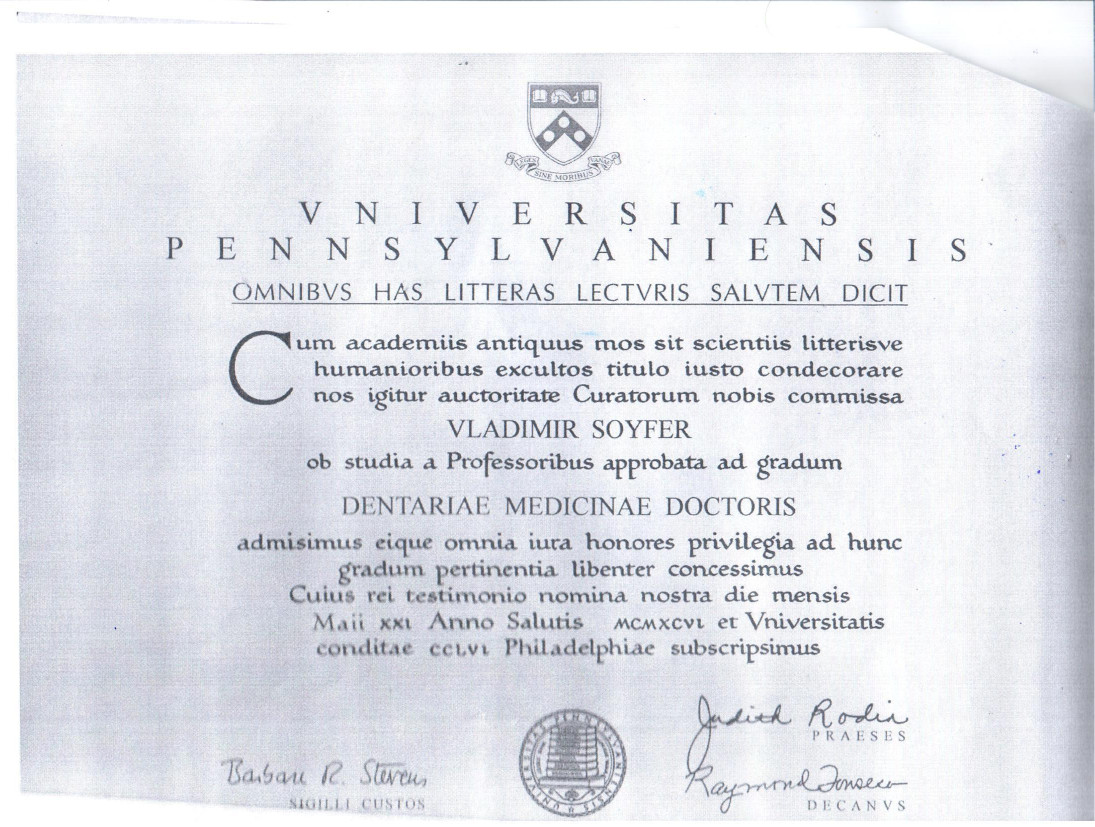 LEGES SINE MORIBUS VANAE
VNIVERSITAS
PENNSYLVANIENSIS
OMNIBVS HAS LITTERAS LECTVRIS SALVTEM DICIT
Cum academiis antiquus mos sit scientiis litterisve
humanioribus excultos titulo iusto condecorare
nos igitur auctoritate Curatorum nobis commissa
VLADIMIR SOYFER
ob studia a Professoribus approbata ad gradum
DENTARIAE MEDICINAE DOCTORIS
admisimus eique omnia iura honores privilegia ad hunc
gradum pertinentia libenter concessimus
Cuius rei testimonio nomina nostra die mensis
Maii XXI Anno Salutis MCMXCVI et Vniversitatis
conditae CCLVI Philadelphiae subscripsimus
Judith Rodin
PRAESES
Barbara R. Stevens
SIGILLI CUSTOS
Raymond Fonseca
DECANVS